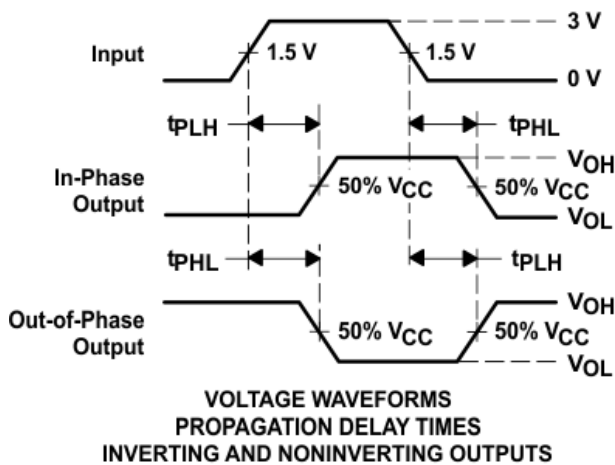 3 V
Input
1.5 V
1.5 V
0 V
tPLH
tPHL
VOH
In-Phase
Output
50% VCC
50% VCC
VOL
tPHL
tPLH
VOH
Out-of-Phase
Output
50% VCC
50% VCC
VOL
VOLTAGE WAVEFORMS
PROPAGATION DELAY TIMES
INVERTING AND NONINVERTING OUTPUTS